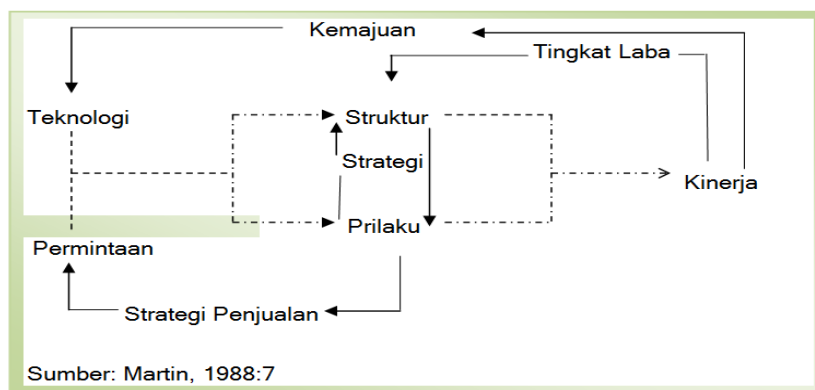 Kemajuan
Tingkat Laba
Teknologi
Struktur
Strategi
Kinerja
Prilaku
Permintaan
Strategi Penjualan
Sumber: Martin, 1988:7